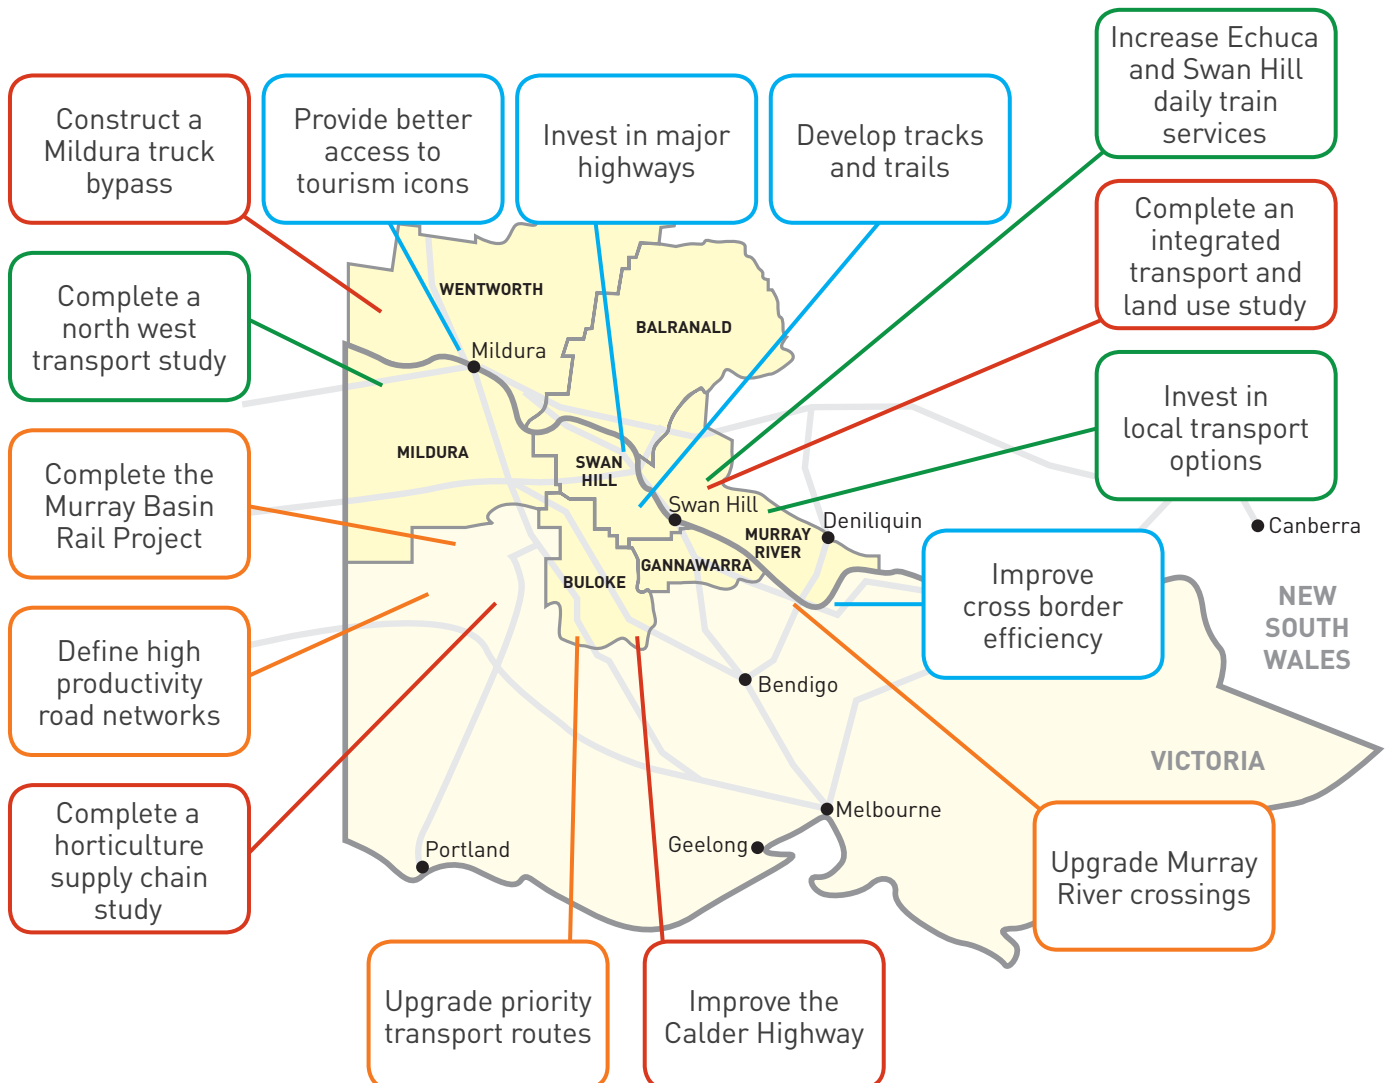 Increase Echuca
and Swan Hill
daily train
services
Construct a
Mildura truck
bypass
Provide better
access to
tourism icons
Invest in major
highways
Develop tracks
and trails
Complete an
integrated
transport and
land use study
Complete a
north west
transport study
WENTWORTH
BALRANALD
Mildura
Invest in
local transport
options
MILDURA
SWAN
HILL
Complete the
Murray Basin
Rail Project
Swan Hill
Deniliquin
Canberra
MURRAY
RIVER
GANNAWARRA
BULOKE
Improve
cross border
efficiency
NEW
SOUTH
WALES
Define high
productivity
road networks
Bendigo
VICTORIA
Melbourne
Geelong
Portland
Complete a
horticulture
supply chain
study
Upgrade Murray
River crossings
Upgrade priority
transport routes
Improve the
Calder Highway